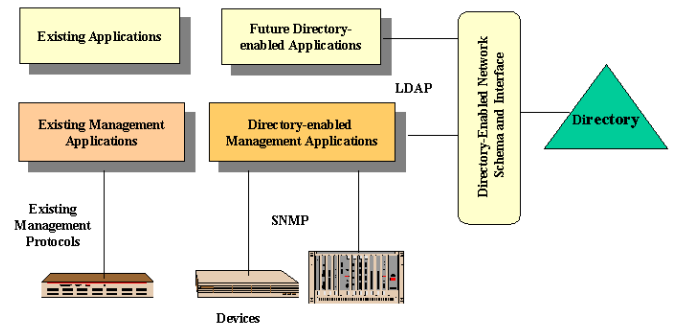 Existing Applications
Future Directory-
enabled Applications
LDAP
Existing Management
Applications
Directory-enabled
Management Applications
Directory-Enabled Network
Schema and Interface
Directory
Existing
Management
Protocols
SNMP
Devices